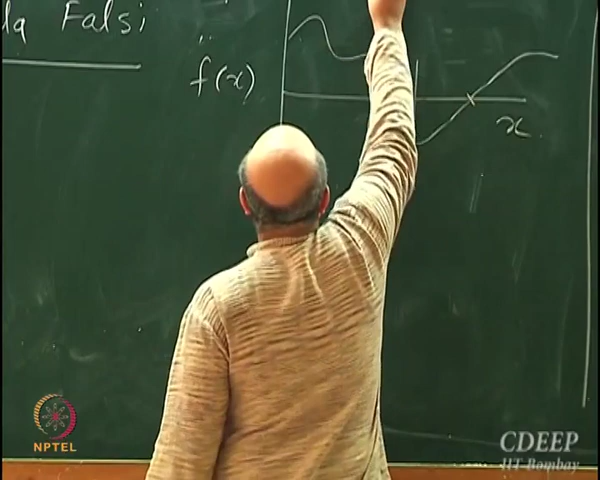 la Falsi
f(x)
x
NPTEL
CDEEP
IIT Bombay